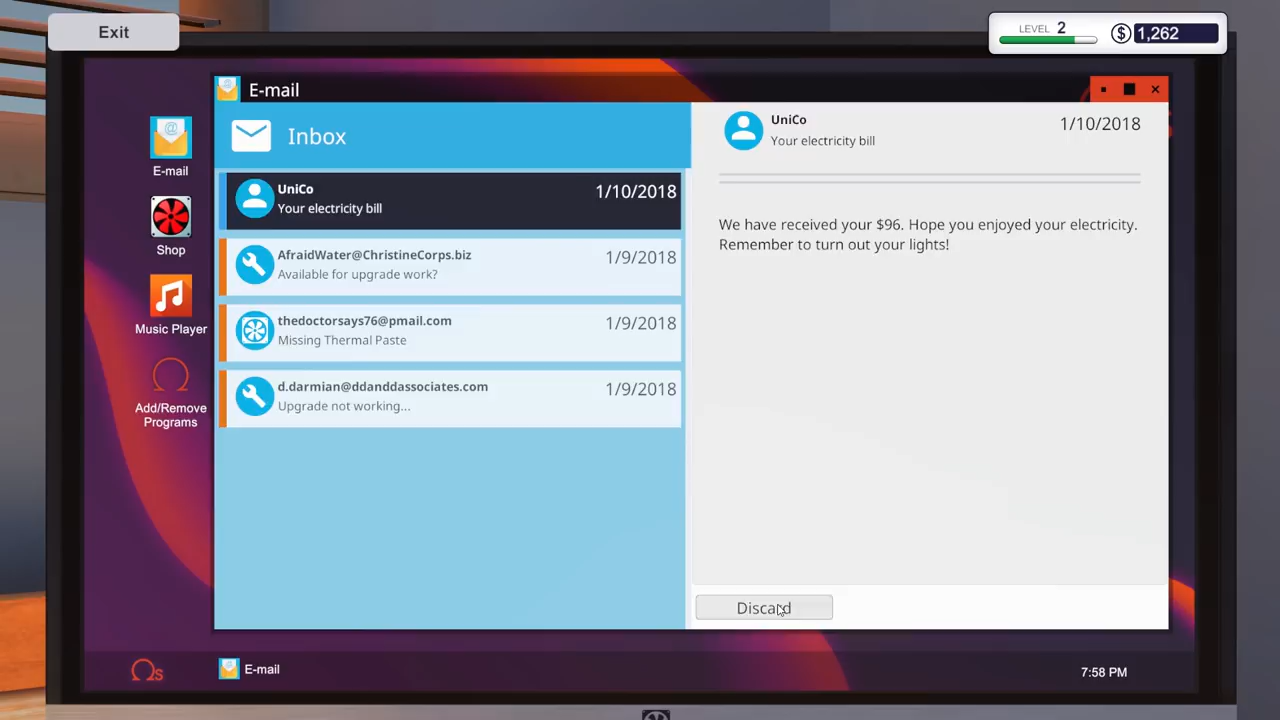 Exit
LEVEL 2
$ 1,262
E-mail
E-mail
Shop
Music Player
Add/Remove
Programs
Inbox
UniCo
1/10/2018
Your electricity bill
AfraidWater@ChristineCorps.biz
1/9/2018
Available for upgrade work?
thedoctorsays76@pmail.com
1/9/2018
Missing Thermal Paste
d.darmian@ddanddassociates.com
1/9/2018
Upgrade not working...
UniCo
1/10/2018
Your electricity bill
We have received your $96. Hope you enjoyed your electricity.
Remember to turn out your lights!
Discard
Ωs
E-mail
7:58 PM